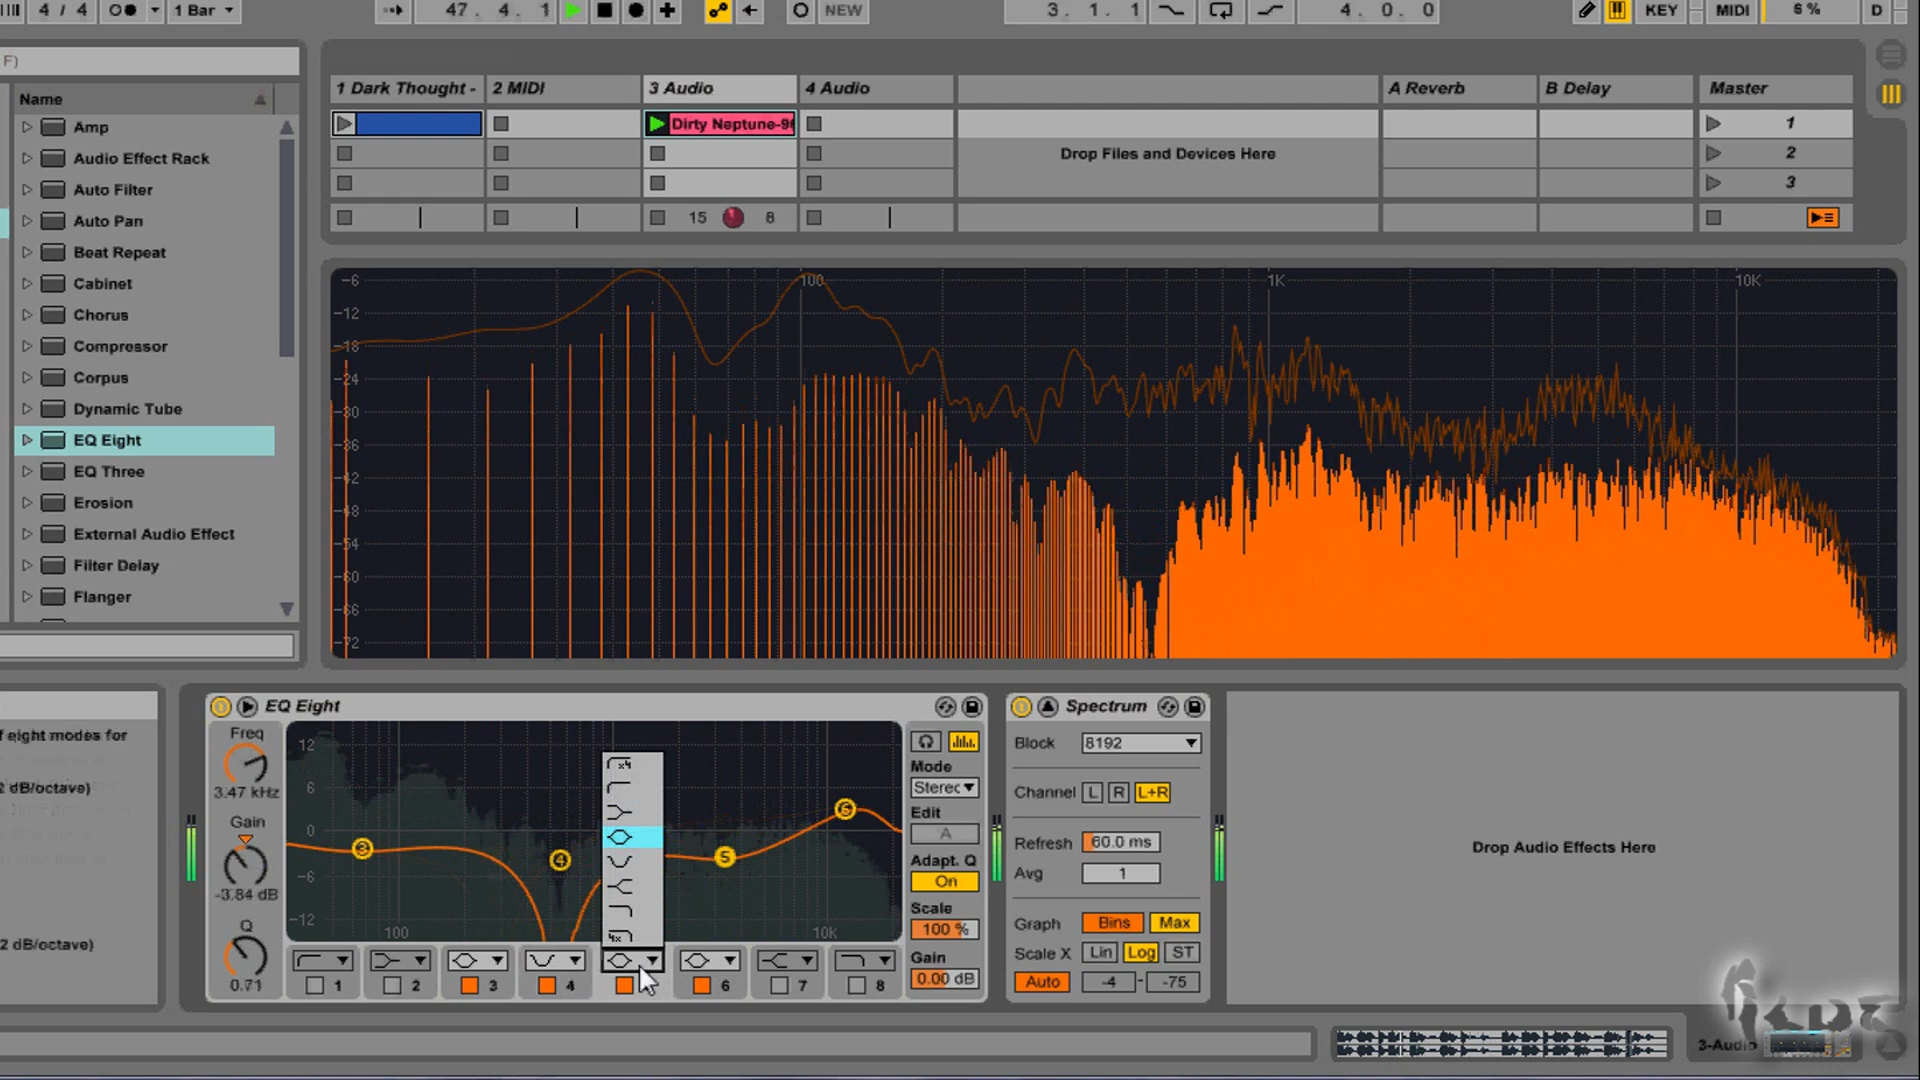 4 / 4
1 Bar
47. 4. 1
NEW
3. 1. 1
4. 0. 0
KEY
MIDI
6 %
D
F)
Name
Amp
Audio Effect Rack
Auto Filter
Auto Pan
Beat Repeat
Cabinet
Chorus
Compressor
Corpus
Dynamic Tube
EQ Eight
EQ Three
Erosion
External Audio Effect
Filter Delay
Flanger
1 Dark Thought -
2 MIDI
3 Audio
4 Audio
A Reverb
B Delay
Master
Dirty Neptune-9
1
Drop Files and Devices Here
2
3
15
8
-6
-12
-18
-24
-30
-36
-42
-48
-54
-60
-66
-72
100
1K
10K
f eight modes for
2 dB/octave)
2 dB/octave)
EQ Eight
Freq
3.47 kHz
Gain
-3.84 dB
Q
0.71
12
6
0
-6
-12
100
10K
3
4
5
6
x4
4x
1
2
3
4
6
7
8
Mode
Stereo
Edit
A
Adapt. Q
On
Scale
100 %
Gain
0.00 dB
Spectrum
Block
8192
Channel
L
R
L+R
Refresh
60.0 ms
Avg
1
Graph
Bins
Max
Scale X
Lin
Log
ST
Auto
-4
-
-75
Drop Audio Effects Here
3-Audio